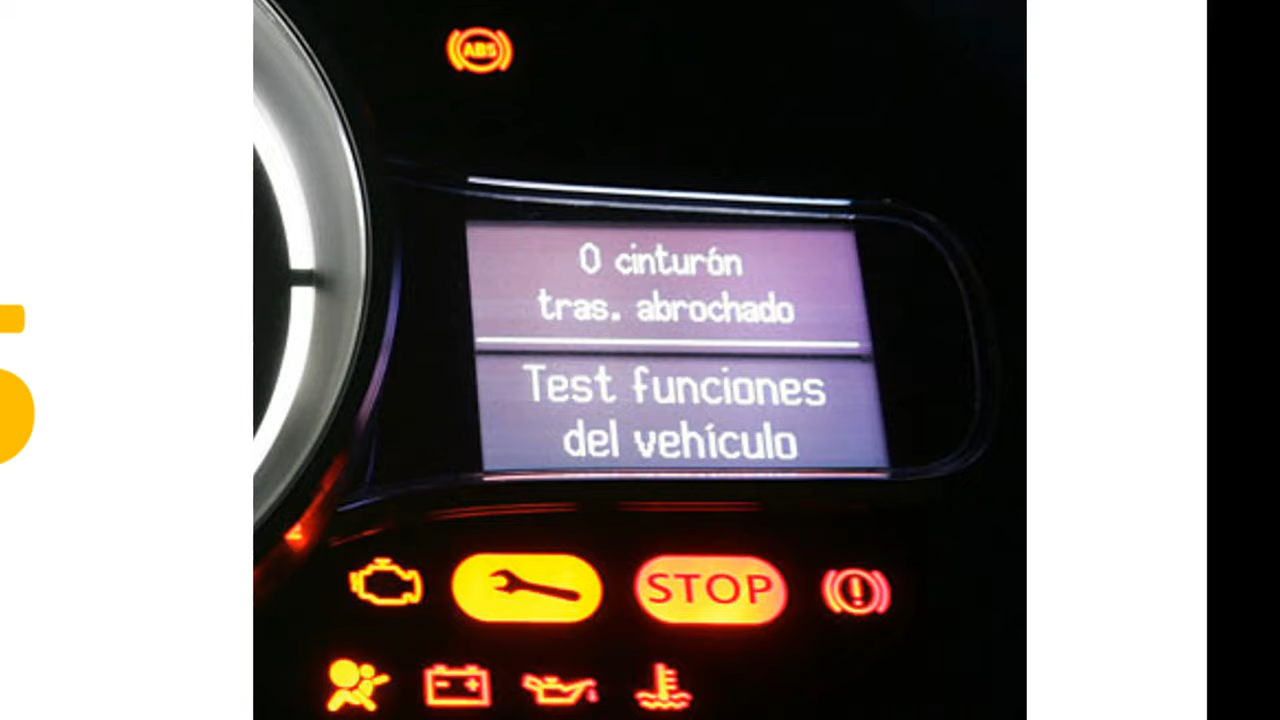 ABS
0 cinturón
tras. abrochado
Test funciones
del vehículo
STOP